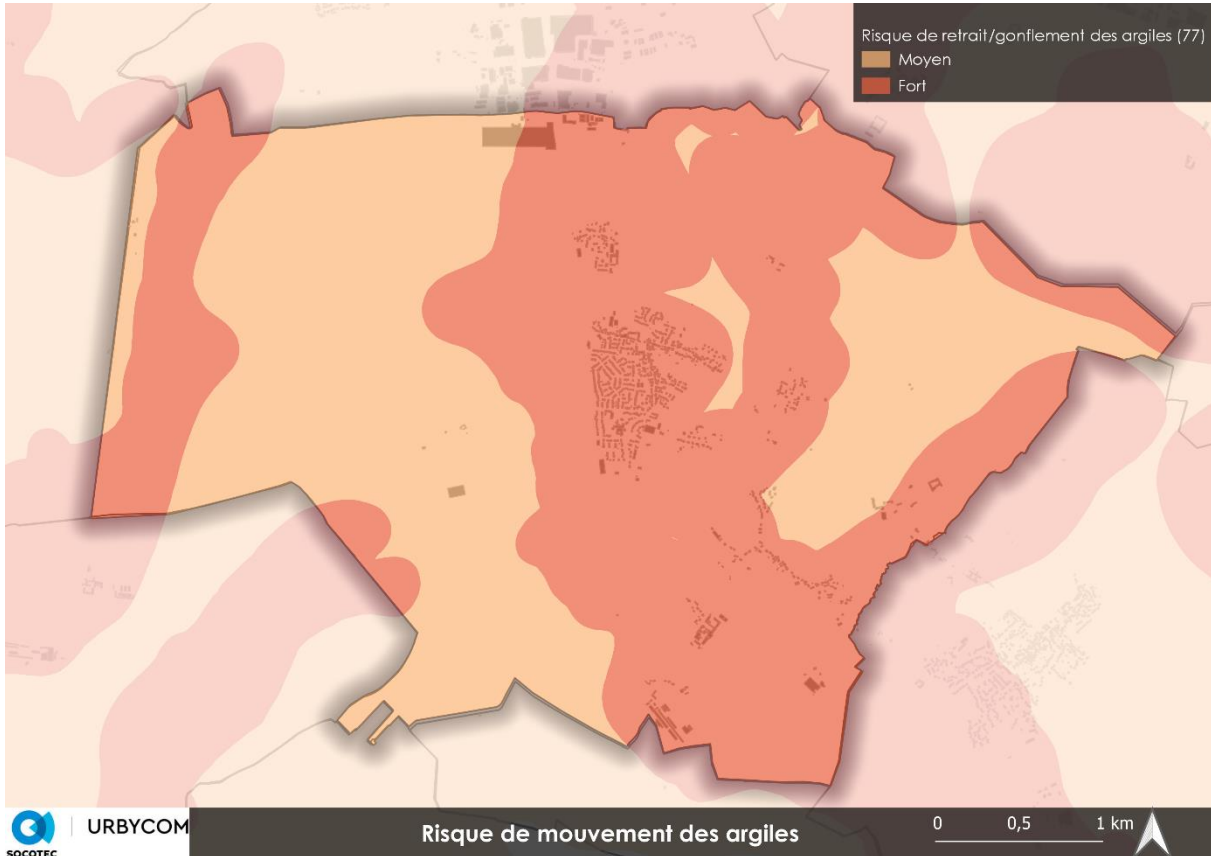 Risque de retrait/gonflement des argiles (77)
Moyen
Fort
SOCOTEC
URBYCOM
Risque de mouvement des argiles
0 0,5 1 km